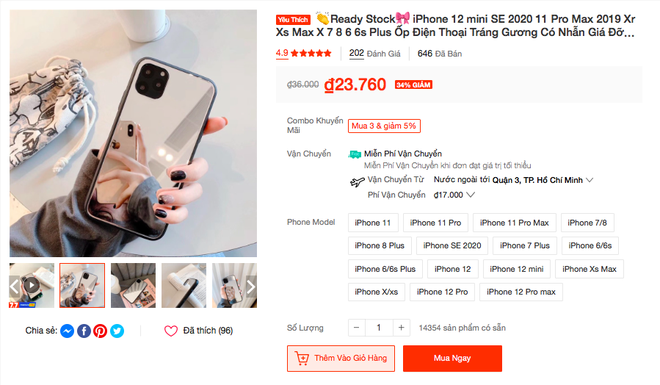 Yêu Thích 👏Ready Stock🎀 iPhone 12 mini SE 2020 11 Pro Max 2019 Xr
Xs Max X 7 8 6 6s Plus Ốp Điện Thoại Tráng Gương Có Nhẫn Giá Đỡ...
4.9 ★★★★★ 202 Đánh Giá 646 Đã Bán
₫36.000 ₫23.760 34% GIẢM
Combo Khuyến
Mãi
Mua 3 & giảm 5%
Vận Chuyển Miễn Phí Vận Chuyển
Miễn Phí Vận Chuyển khi đơn đạt giá trị tối thiểu
Vận Chuyển Từ Nước ngoài tới Quận 3, TP. Hồ Chí Minh
Phí Vận Chuyển ₫17.000
Phone Model iPhone 11 iPhone 11 Pro iPhone 11 Pro Max iPhone 7/8
iPhone 8 Plus iPhone SE 2020 iPhone 7 Plus iPhone 6/6s
iPhone 6/6s Plus iPhone 12 iPhone 12 mini iPhone Xs Max
iPhone X/xs iPhone 12 Pro iPhone 12 Pro max
Số Lượng − 1 + 14354 sản phẩm có sẵn
Thêm Vào Giỏ Hàng Mua Ngay
Chia sẻ: Đã thích (96)